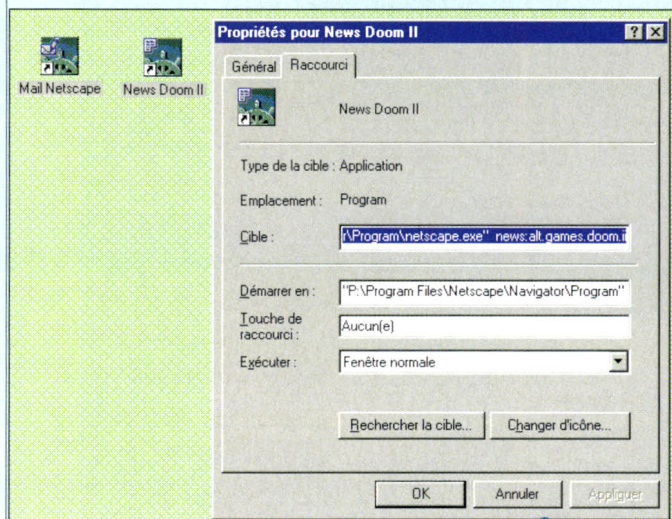 Mail Netscape
News Doom II
Propriétés pour News Doom II
Général
Raccourci
News Doom II
Type de la cible : Application
Emplacement : Program
Cible : r\Program\netscape.exe" news:alt.games.doom.ii
Démarrer en : "P:\Program Files\Netscape\Navigator\Program"
Touche de
raccourci : Aucun(e)
Exécuter : Fenêtre normale
Rechercher la cible...
Changer d'icône...
OK
Annuler
Appliquer